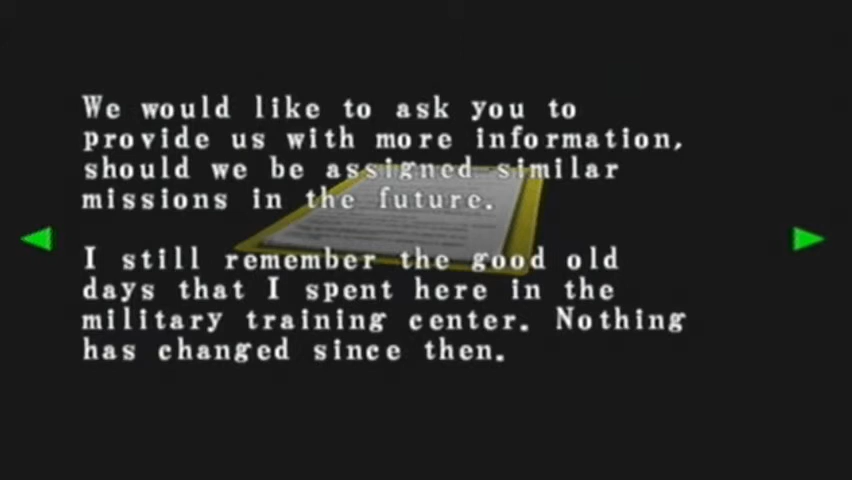 We would like to ask you to
provide us with more information,
should we be assigned similar
missions in the future.
I still remember the good old
days that I spent here in the
military training center. Nothing
has changed since then.